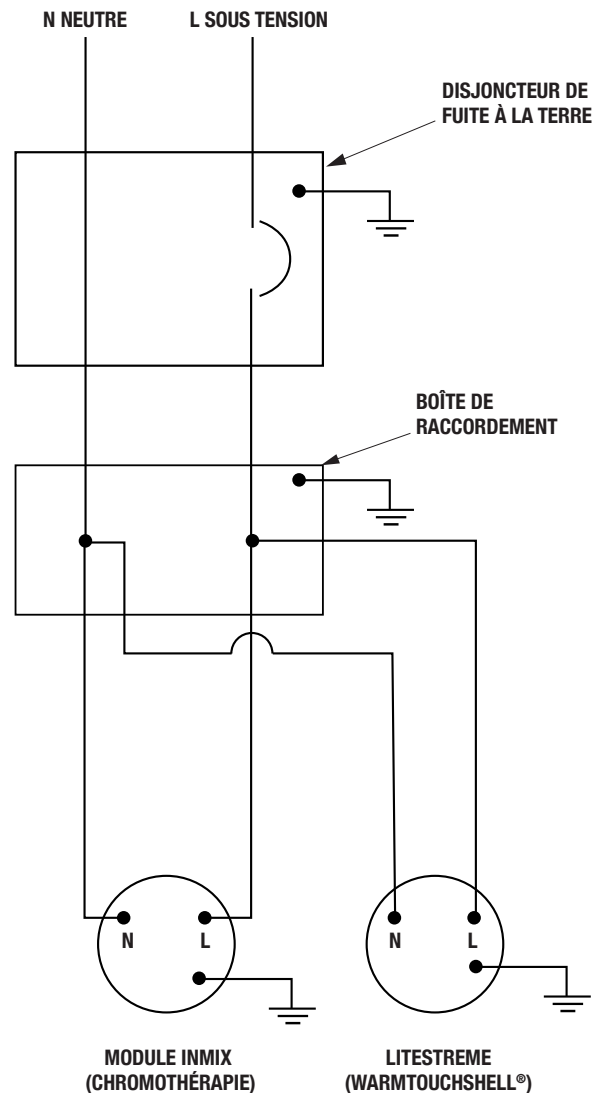 N NEUTRE
L SOUS TENSION
DISJONCTEUR DE
FUITE À LA TERRE
BOÎTE DE
RACCORDEMENT
N
L
N
L
MODULE INMIX
(CHROMOTHÉRAPIE)
LITESTREME
(WARMTOUCHSHELL®)